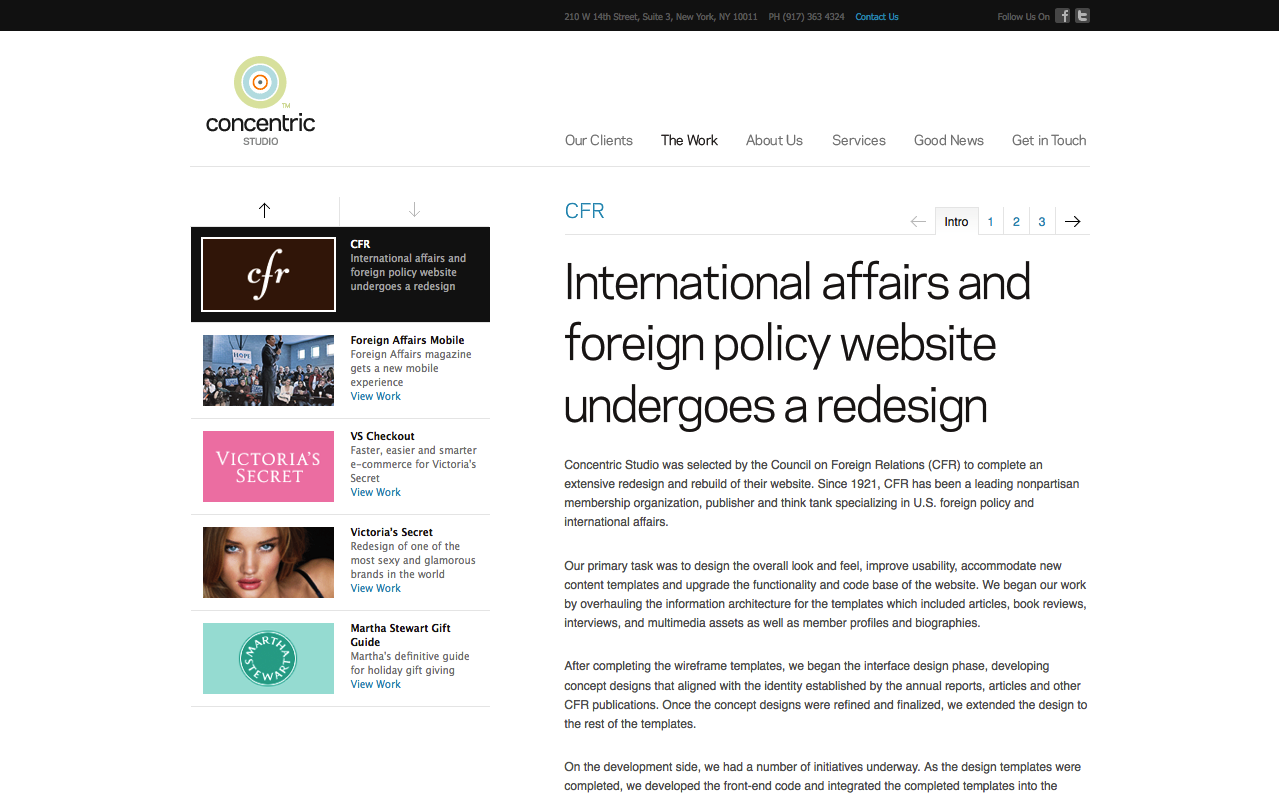 210 W 14th Street, Suite 3, New York, NY 10011 PH (917) 363 4324 Contact Us Follow Us On
TM
concentric
STUDIO
Our Clients The Work About Us Services Good News Get in Touch
CFR
International affairs and
foreign policy website
undergoes a redesign
cfr
Foreign Affairs Mobile
Foreign Affairs magazine
gets a new mobile
experience
View Work
HOPE
VS Checkout
Faster, easier and smarter
e-commerce for Victoria's
Secret
View Work
VICTORIA'S
SECRET
Victoria's Secret
Redesign of one of the
most sexy and glamorous
brands in the world
View Work
Martha Stewart Gift
Guide
Martha's definitive guide
for holiday gift giving
View Work
MARTHA
STEWART
CFR
Intro 1 2 3
International affairs and
foreign policy website
undergoes a redesign
Concentric Studio was selected by the Council on Foreign Relations (CFR) to complete an
extensive redesign and rebuild of their website. Since 1921, CFR has been a leading nonpartisan
membership organization, publisher and think tank specializing in U.S. foreign policy and
international affairs.
Our primary task was to design the overall look and feel, improve usability, accommodate new
content templates and upgrade the functionality and code base of the website. We began our work
by overhauling the information architecture for the templates which included articles, book reviews,
interviews, and multimedia assets as well as member profiles and biographies.
After completing the wireframe templates, we began the interface design phase, developing
concept designs that aligned with the identity established by the annual reports, articles and other
CFR publications. Once the concept designs were refined and finalized, we extended the design to
the rest of the templates.
On the development side, we had a number of initiatives underway. As the design templates were
completed, we developed the front-end code and integrated the completed templates into the